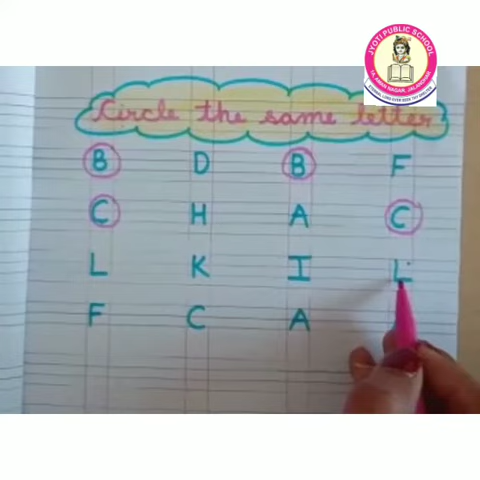 JYOTI PUBLIC SCHOOL
Circle the same letter
B D B F
C H A C
L K I L
F C A